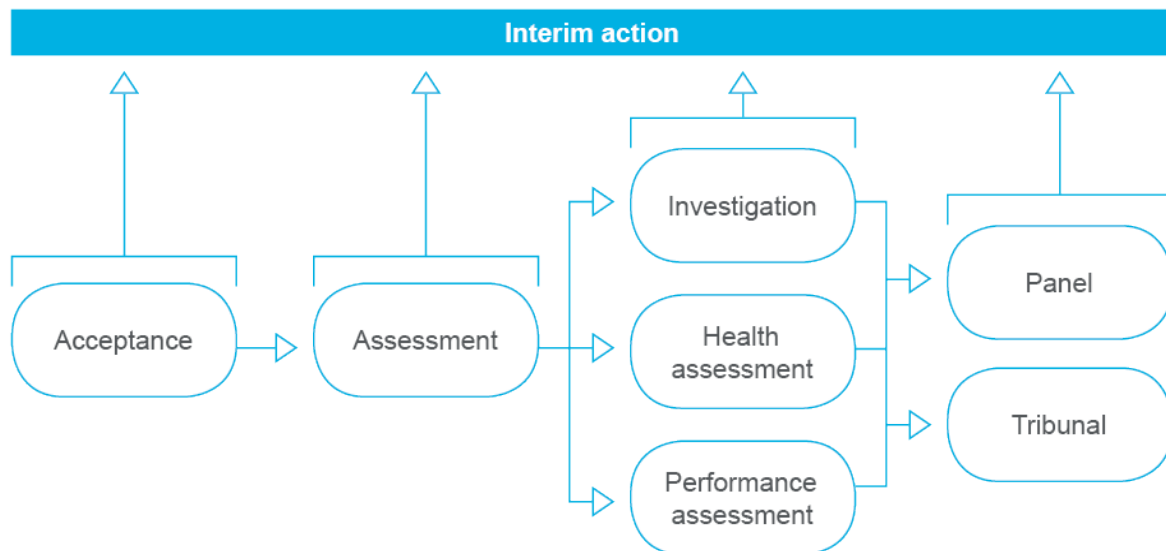 Interim action
Acceptance
Assessment
Investigation
Health
assessment
Performance
assessment
Panel
Tribunal